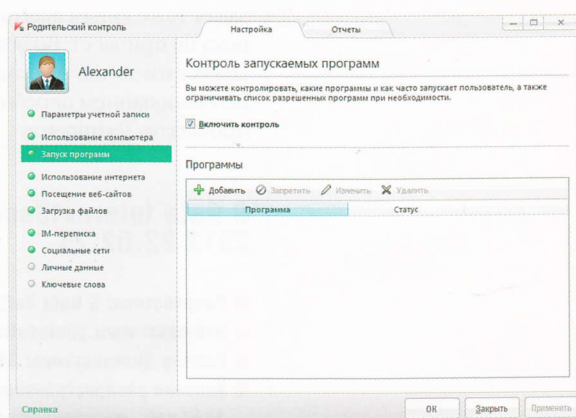 Родительский контроль
Настройка
Отчеты
Alexander
Параметры учетной записи
Использование компьютера
Запуск программ
Использование интернета
Посещение веб-сайтов
Загрузка файлов
IM-переписка
Социальные сети
Личные данные
Ключевые слова
Контроль запускаемых программ
Вы можете контролировать, какие программы и как часто запускает пользователь, а также
ограничивать список разрешенных программ при необходимости.
Включить контроль
Программы
Добавить Запретить Изменить Удалить
Программа Статус
Справка
ОК Закрыть Применить